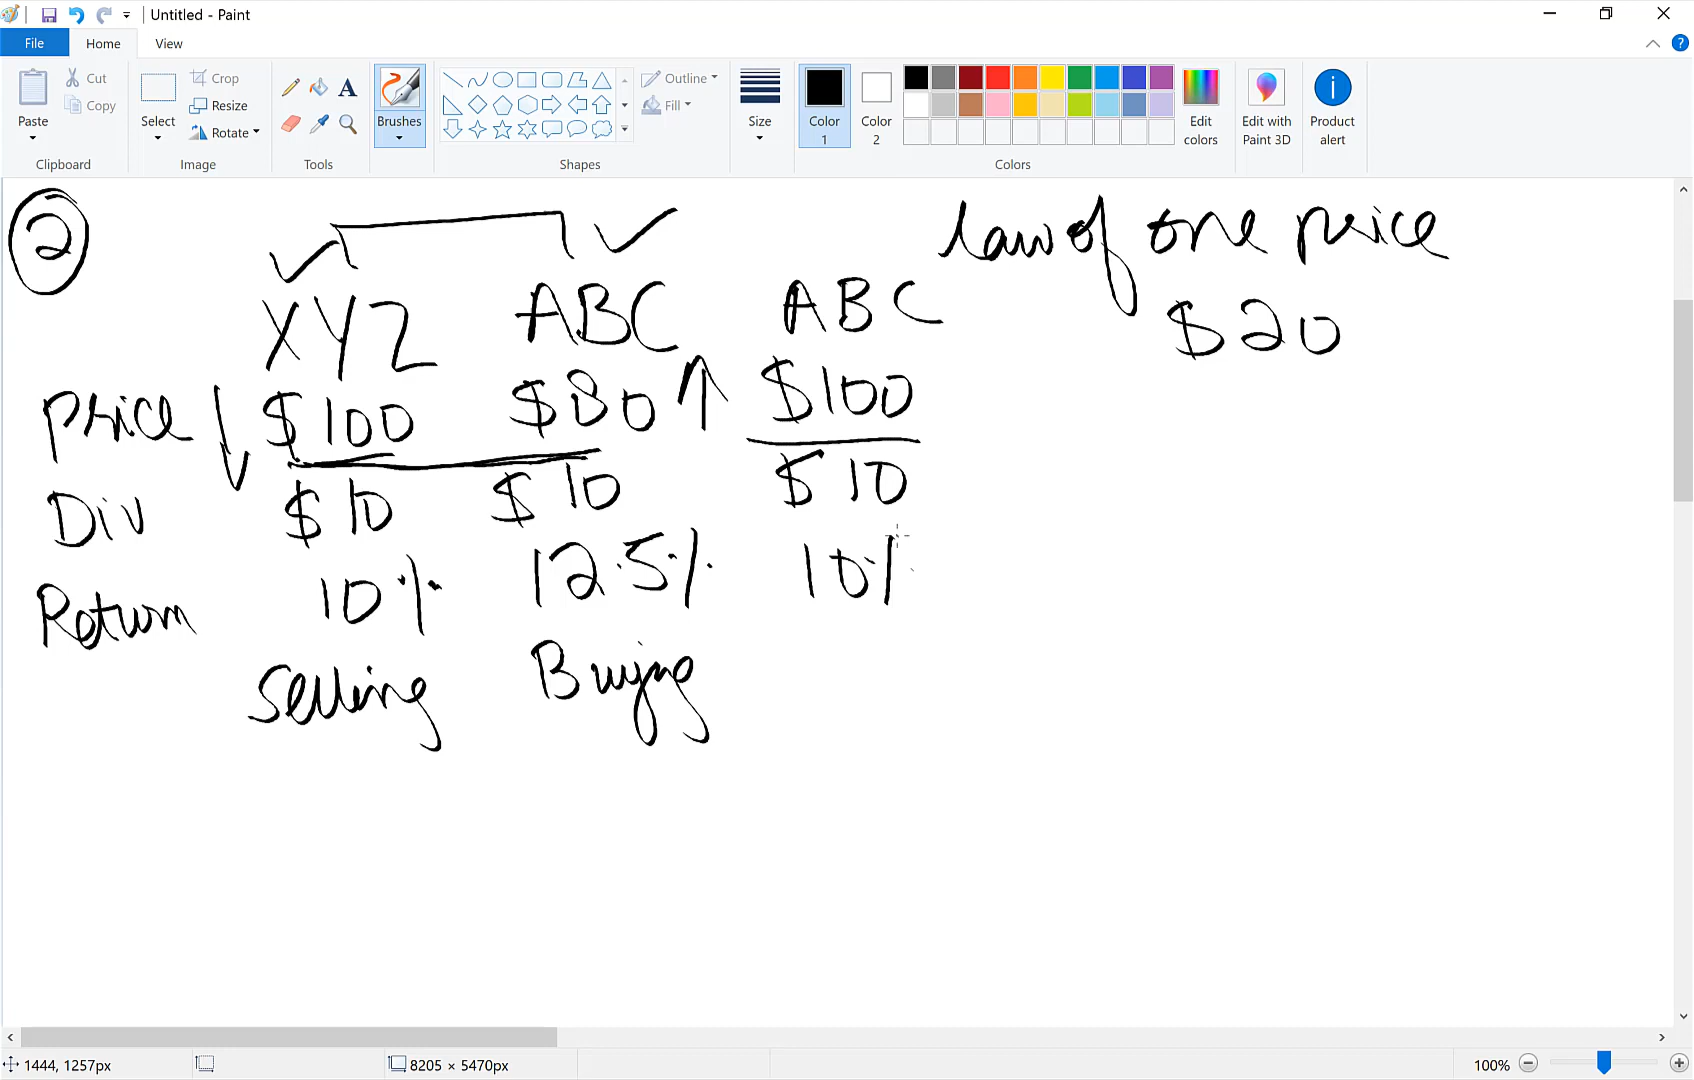 Untitled - Paint
File Home View
Paste
Cut
Copy
Clipboard
Select
Crop
Resize
Rotate
Image
Tools
Brushes
Outline
Fill
Shapes
Size
Color 1
Color 2
Edit colors
Edit with Paint 3D
Product alert
Colors
2
law of one price
$20
XYZ ABC ABC
Price $100 $80 $100
Div $10 $10 $10
Return 10% 12.5% 10%
Selling Buying
1444, 1257px
8205 × 5470px
100%